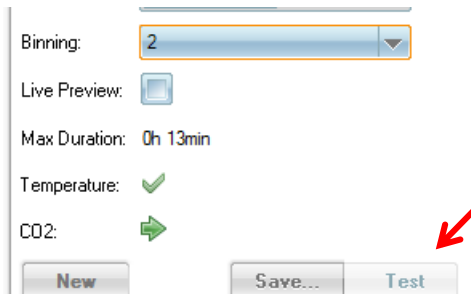 Binning: 2
Live Preview:
Max Duration: 0h 13min
Temperature:
CO2:
New Save... Test